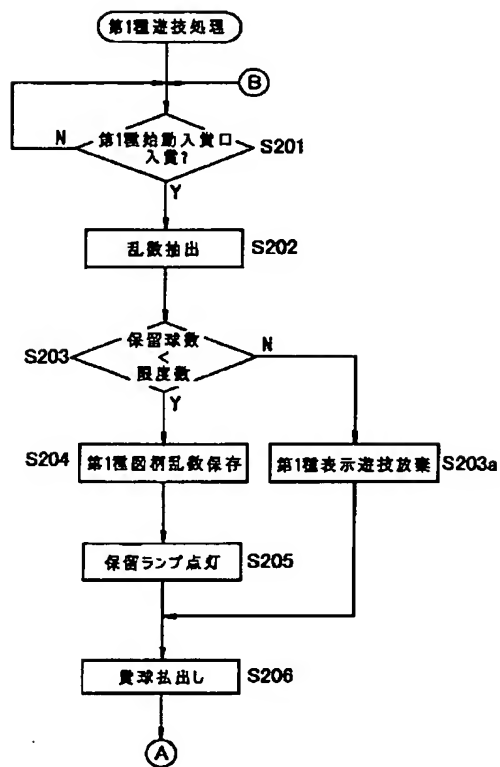 第1種遊技処理
B
第1種始動入賞口
入賞?
N
S201
Y
乱数抽出
S202
保留球数
<
限度数
S203
N
Y
S204
第1種図柄乱数保存
第1種表示遊技放棄
S203a
保留ランプ点灯
S205
賞球払出し
S206
A